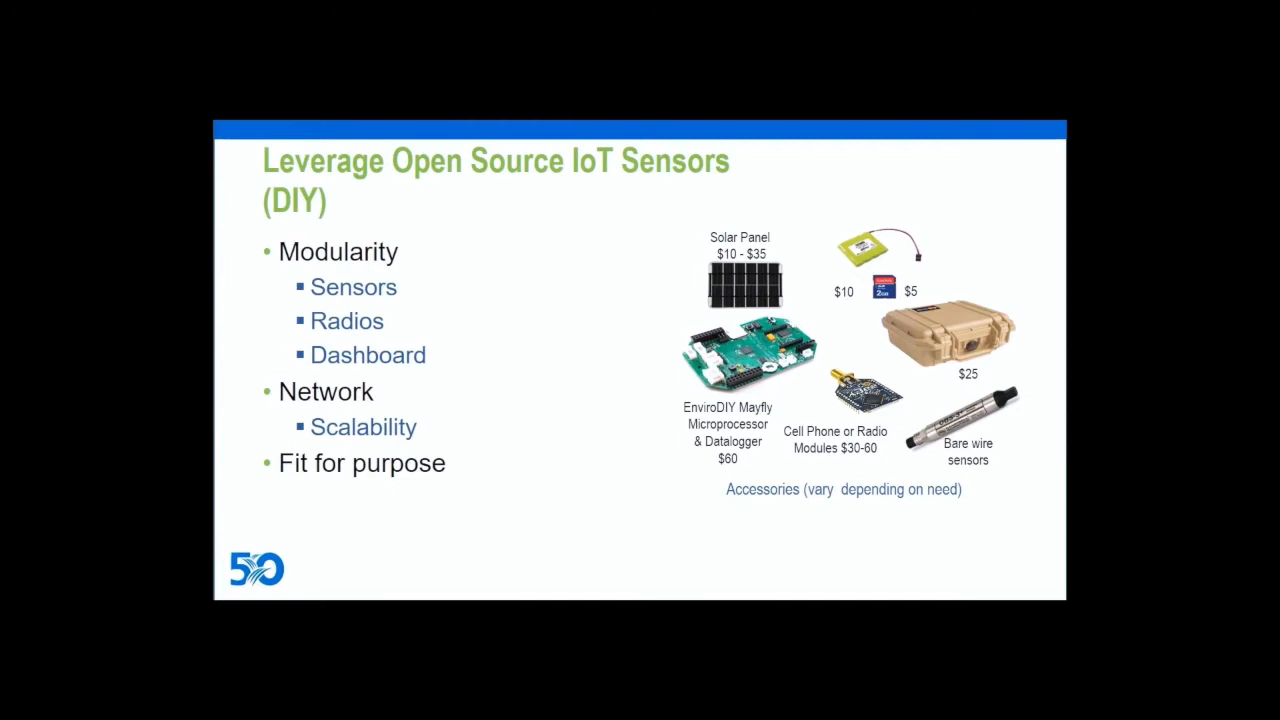 Leverage Open Source IoT Sensors
(DIY)
• Modularity
▪ Sensors
▪ Radios
▪ Dashboard
• Network
▪ Scalability
• Fit for purpose
Solar Panel
$10 - $35
$10
$5
2GB
$25
EnviroDIY Mayfly
Microprocessor
& Datalogger
$60
Cell Phone or Radio
Modules $30-60
Bare wire
sensors
Accessories (vary depending on need)
50